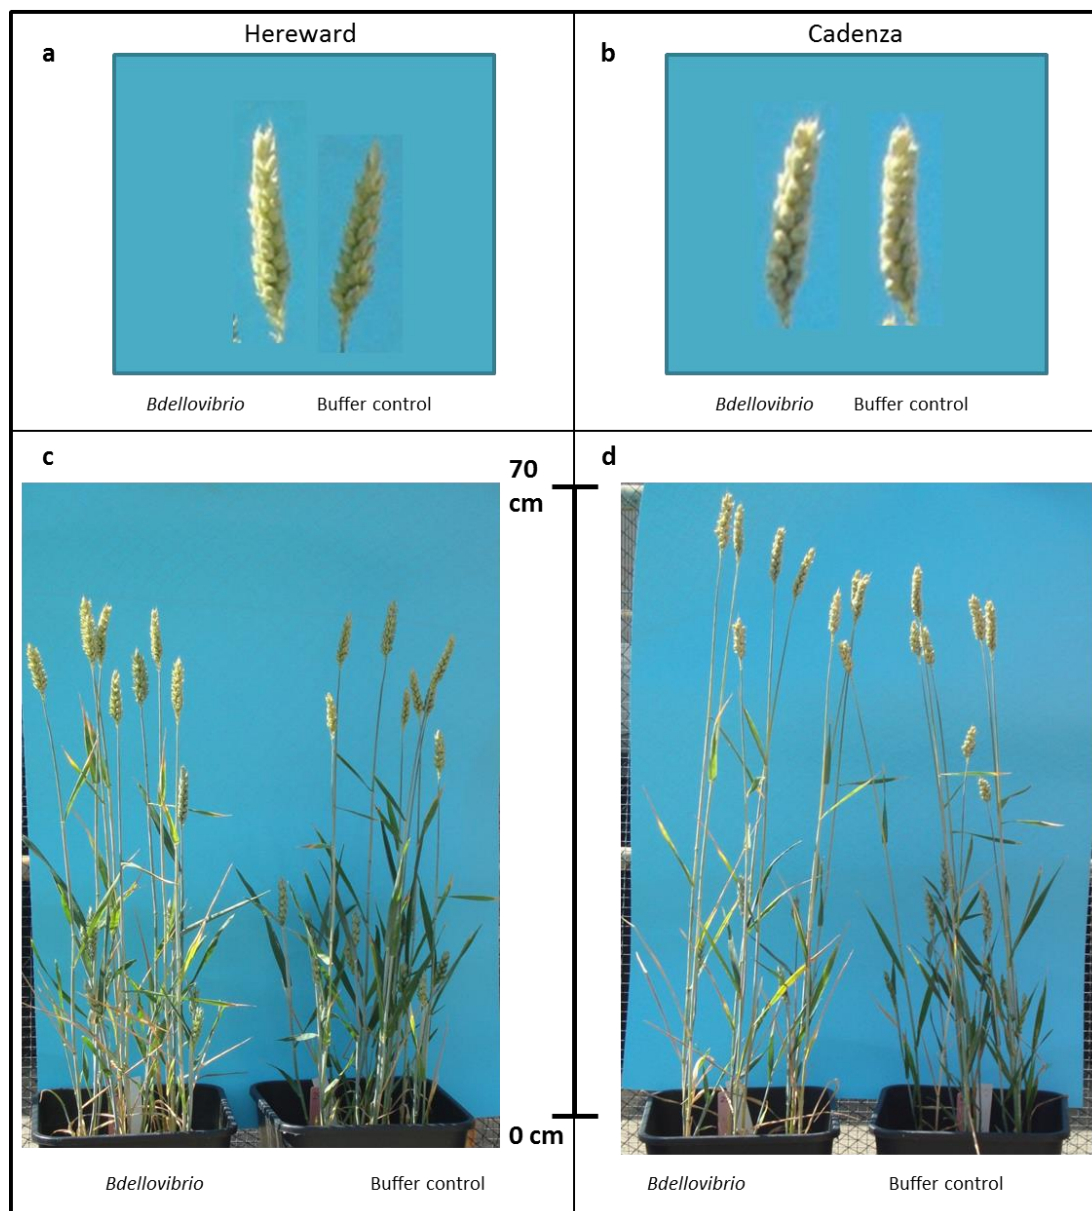 Hereward
Cadenza
a
b
Bdellovibrio
Buffer control
Bdellovibrio
Buffer control
c
d
70
cm
0 cm
Bdellovibrio
Buffer control
Bdellovibrio
Buffer control